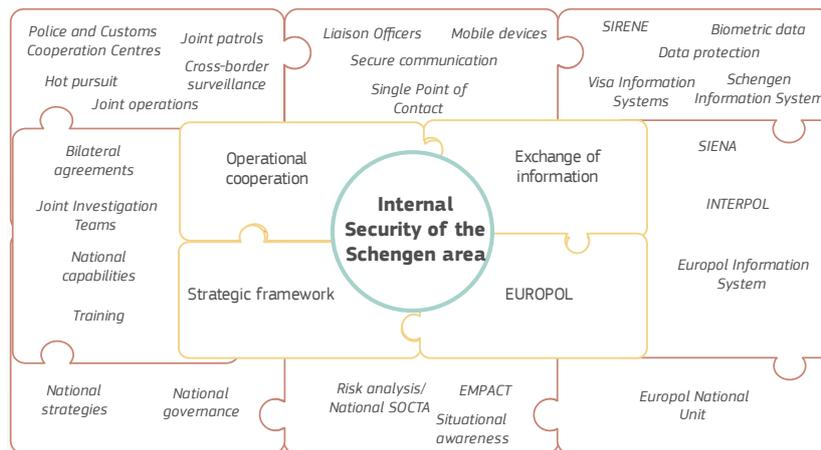 Police and Customs
Cooperation Centres
Joint patrols
Hot pursuit
Cross-border
surveillance
Joint operations
Liaison Officers
Mobile devices
Secure communication
Single Point of
Contact
SIRENE
Biometric data
Data protection
Visa Information
Systems
Schengen
Information System
Bilateral
agreements
Joint Investigation
Teams
National
capabilities
Training
Operational
cooperation
Exchange of
information
Internal
Security of the
Schengen area
Strategic framework
EUROPOL
SIENA
INTERPOL
Europol Information
System
National
strategies
National
governance
Risk analysis/
National SOCTA
EMPACT
Situational
awareness
Europol National
Unit